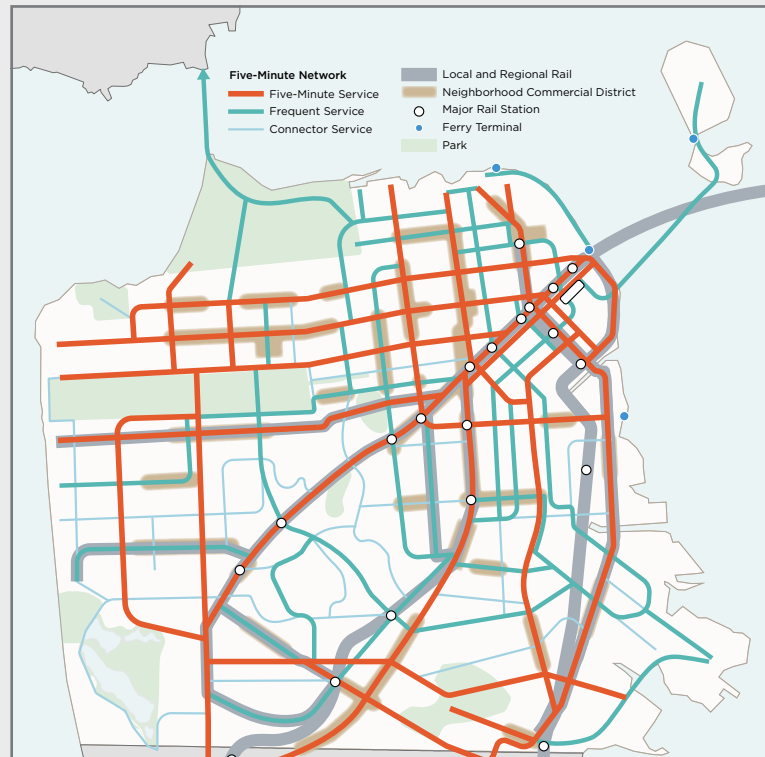 Five-Minute Network
Five-Minute Service
Frequent Service
Connector Service
Local and Regional Rail
Neighborhood Commercial District
Major Rail Station
Ferry Terminal
Park